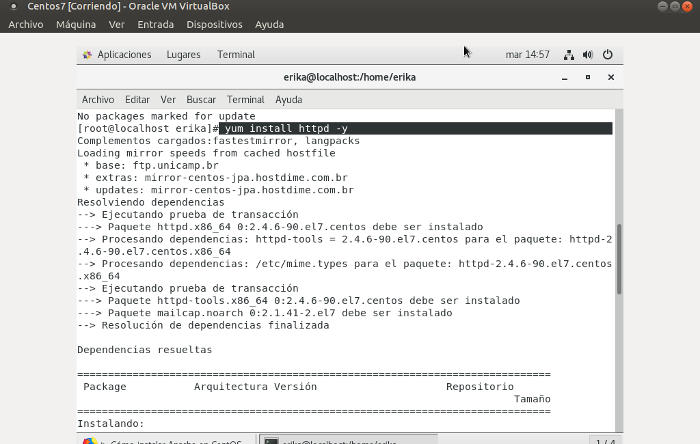 Centos7 [Corriendo] - Oracle VM VirtualBox
Archivo Máquina Ver Entrada Dispositivos Ayuda
Aplicaciones Lugares Terminal mar 14:57
erika@localhost:/home/erika
Archivo Editar Ver Buscar Terminal Ayuda
No packages marked for update
[root@localhost erika]# yum install httpd -y
Complementos cargados:fastestmirror, langpacks
Loading mirror speeds from cached hostfile
* base: ftp.unicamp.br
* extras: mirror-centos-jpa.hostdime.com.br
* updates: mirror-centos-jpa.hostdime.com.br
Resolviendo dependencias
--> Ejecutando prueba de transacción
---> Paquete httpd.x86_64 0:2.4.6-90.el7.centos debe ser instalado
--> Procesando dependencias: httpd-tools = 2.4.6-90.el7.centos para el paquete: httpd-2
.4.6-90.el7.centos.x86_64
--> Procesando dependencias: /etc/mime.types para el paquete: httpd-2.4.6-90.el7.centos
.x86_64
--> Ejecutando prueba de transacción
---> Paquete httpd-tools.x86_64 0:2.4.6-90.el7.centos debe ser instalado
---> Paquete mailcap.noarch 0:2.1.41-2.el7 debe ser instalado
--> Resolución de dependencias finalizada
Dependencias resueltas
================================================================================
Package Arquitectura Versión Repositorio
Tamaño
================================================================================
Instalando:
Cómo instalar Apache en CentOS erika@localhost:/home/erika 1 / 4